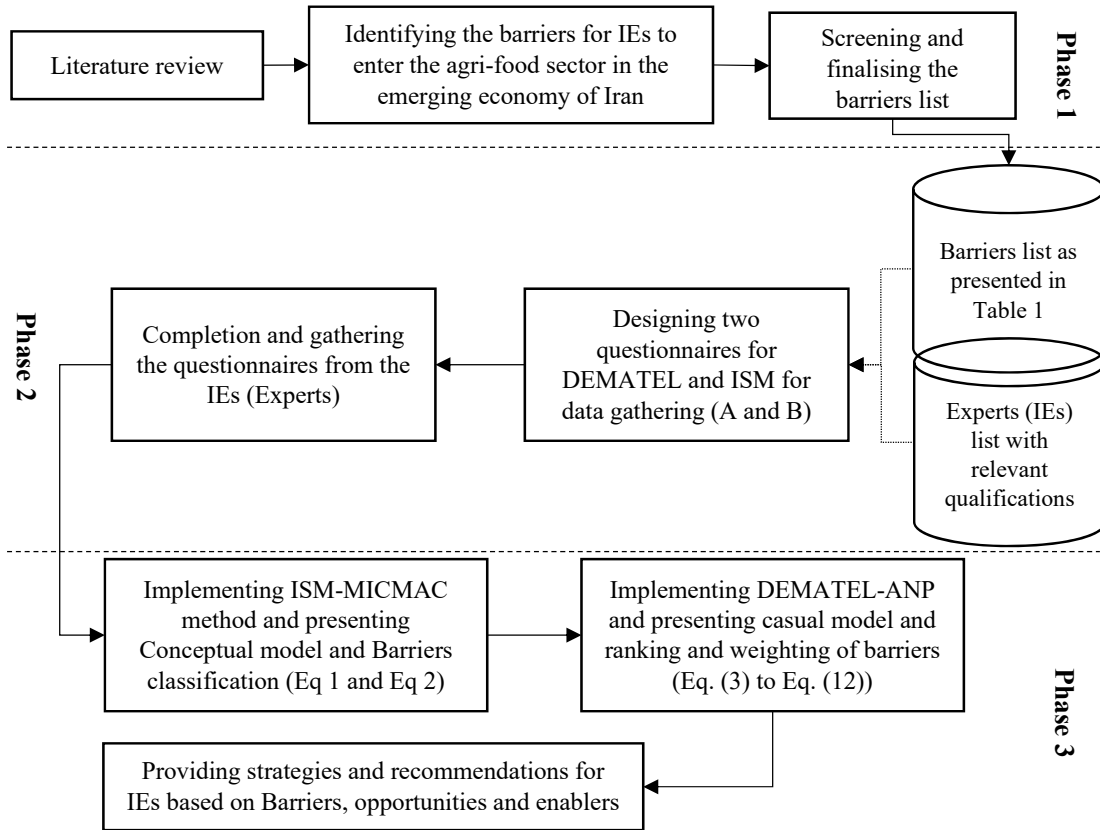 Literature review
Identifying the barriers for IEs to
enter the agri-food sector in the
emerging economy of Iran
Screening and
finalising the
barriers list
Phase 1
Barriers list as
presented in
Table 1
Experts (IEs)
list with
relevant
qualifications
Designing two
questionnaires for
DEMATEL and ISM for
data gathering (A and B)
Completion and gathering
the questionnaires from the
IEs (Experts)
Phase 2
Implementing ISM-MICMAC
method and presenting
Conceptual model and Barriers
classification (Eq 1 and Eq 2)
Implementing DEMATEL-ANP
and presenting casual model and
ranking and weighting of barriers
(Eq. (3) to Eq. (12))
Phase 3
Providing strategies and recommendations for
IEs based on Barriers, opportunities and enablers